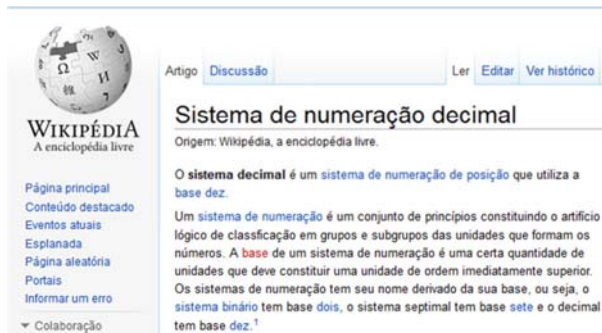 WIKIPÉDIA
A enciclopédia livre
Página principal
Conteúdo destacado
Eventos atuais
Esplanada
Página aleatória
Portais
Informar um erro
Colaboração
Artigo Discussão Ler Editar Ver histórico
Sistema de numeração decimal
Origem: Wikipédia, a enciclopédia livre.
O sistema decimal é um sistema de numeração de posição que utiliza a
base dez.
Um sistema de numeração é um conjunto de princípios constituindo o artifício
lógico de classficação em grupos e subgrupos das unidades que formam os
números. A base de um sistema de numeração é uma certa quantidade de
unidades que deve constituir uma unidade de ordem imediatamente superior.
Os sistemas de numeração tem seu nome derivado da sua base, ou seja, o
sistema binário tem base dois, o sistema septimal tem base sete e o decimal
tem base dez.¹